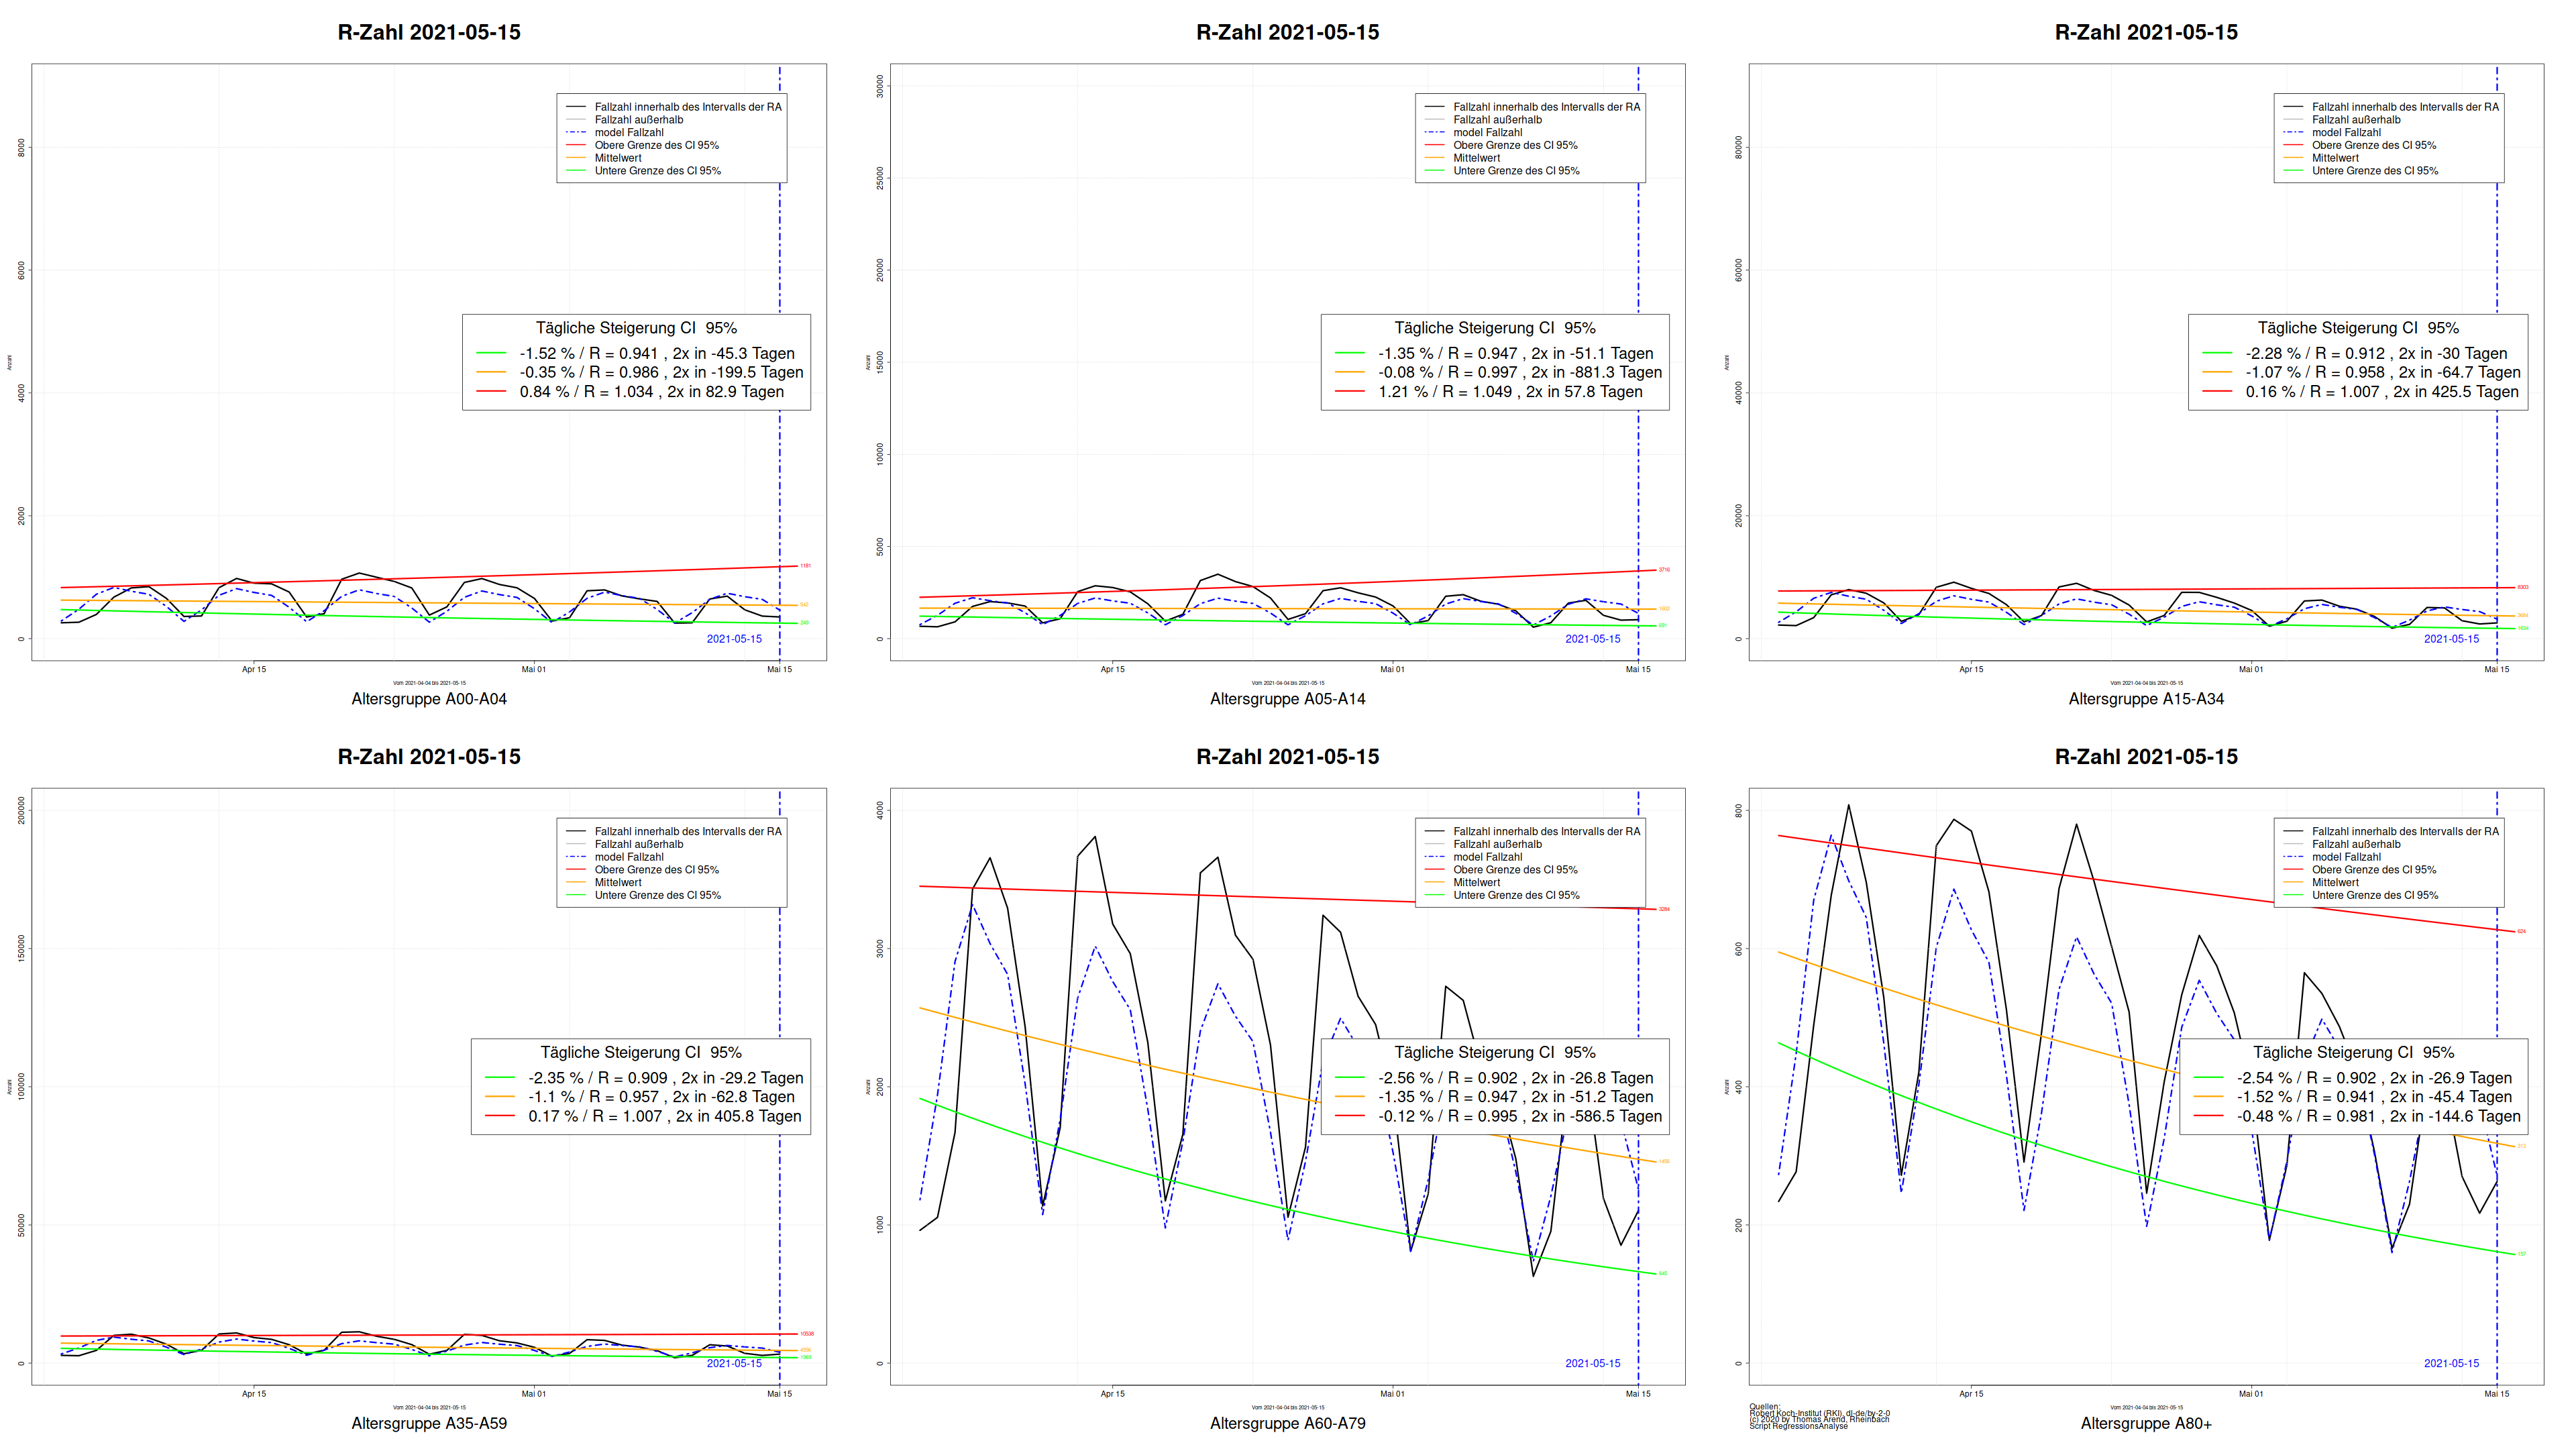 R-Zahl 2021-05-15
8000
6000
4000
2000
0
Anzahl
Fallzahl innerhalb des Intervalls der RA
Fallzahl außerhalb
model Fallzahl
Obere Grenze des CI 95%
Mittelwert
Untere Grenze des CI 95%
Tägliche Steigerung CI 95%
-1.52 % / R = 0.941 , 2x in -45.3 Tagen
-0.35 % / R = 0.986 , 2x in -199.5 Tagen
0.84 % / R = 1.034 , 2x in 82.9 Tagen
1181
542
249
2021-05-15
Apr 15 Mai 01 Mai 15
Vom 2021-04-04 bis 2021-05-15
Altersgruppe A00-A04
R-Zahl 2021-05-15
30000
25000
20000
15000
10000
5000
0
Anzahl
Fallzahl innerhalb des Intervalls der RA
Fallzahl außerhalb
model Fallzahl
Obere Grenze des CI 95%
Mittelwert
Untere Grenze des CI 95%
Tägliche Steigerung CI 95%
-1.35 % / R = 0.947 , 2x in -51.1 Tagen
-0.08 % / R = 0.997 , 2x in -881.3 Tagen
1.21 % / R = 1.049 , 2x in 57.8 Tagen
3716
691
2021-05-15
Apr 15 Mai 01 Mai 15
Vom 2021-04-04 bis 2021-05-15
Altersgruppe A05-A14
R-Zahl 2021-05-15
80000
60000
40000
20000
0
Anzahl
Fallzahl innerhalb des Intervalls der RA
Fallzahl außerhalb
model Fallzahl
Obere Grenze des CI 95%
Mittelwert
Untere Grenze des CI 95%
Tägliche Steigerung CI 95%
-2.28 % / R = 0.912 , 2x in -30 Tagen
-1.07 % / R = 0.958 , 2x in -64.7 Tagen
0.16 % / R = 1.007 , 2x in 425.5 Tagen
8303
2021-05-15
Apr 15 Mai 01 Mai 15
Vom 2021-04-04 bis 2021-05-15
Altersgruppe A15-A34
R-Zahl 2021-05-15
200000
150000
100000
50000
0
Anzahl
Fallzahl innerhalb des Intervalls der RA
Fallzahl außerhalb
model Fallzahl
Obere Grenze des CI 95%
Mittelwert
Untere Grenze des CI 95%
Tägliche Steigerung CI 95%
-2.35 % / R = 0.909 , 2x in -29.2 Tagen
-1.1 % / R = 0.957 , 2x in -62.8 Tagen
0.17 % / R = 1.007 , 2x in 405.8 Tagen
10538
2021-05-15
Apr 15 Mai 01 Mai 15
Vom 2021-04-04 bis 2021-05-15
Altersgruppe A35-A59
R-Zahl 2021-05-15
4000
3000
2000
1000
0
Anzahl
Fallzahl innerhalb des Intervalls der RA
Fallzahl außerhalb
model Fallzahl
Obere Grenze des CI 95%
Mittelwert
Untere Grenze des CI 95%
Tägliche Steigerung CI 95%
-2.56 % / R = 0.902 , 2x in -26.8 Tagen
-1.35 % / R = 0.947 , 2x in -51.2 Tagen
-0.12 % / R = 0.995 , 2x in -586.5 Tagen
3284
645
2021-05-15
Apr 15 Mai 01 Mai 15
Vom 2021-04-04 bis 2021-05-15
Altersgruppe A60-A79
R-Zahl 2021-05-15
800
600
400
200
0
Anzahl
Fallzahl innerhalb des Intervalls der RA
Fallzahl außerhalb
model Fallzahl
Obere Grenze des CI 95%
Mittelwert
Untere Grenze des CI 95%
Tägliche Steigerung CI 95%
-2.54 % / R = 0.902 , 2x in -26.9 Tagen
-1.52 % / R = 0.941 , 2x in -45.4 Tagen
-0.48 % / R = 0.981 , 2x in -144.6 Tagen
624
313
157
2021-05-15
Apr 15 Mai 01 Mai 15
Vom 2021-04-04 bis 2021-05-15
Altersgruppe A80+
Quellen:
Robert Koch-Institut (RKI), dl-de/by-2-0
(c) 2020 by Thomas Arend, Rheinbach
Script RegressionsAnalyse